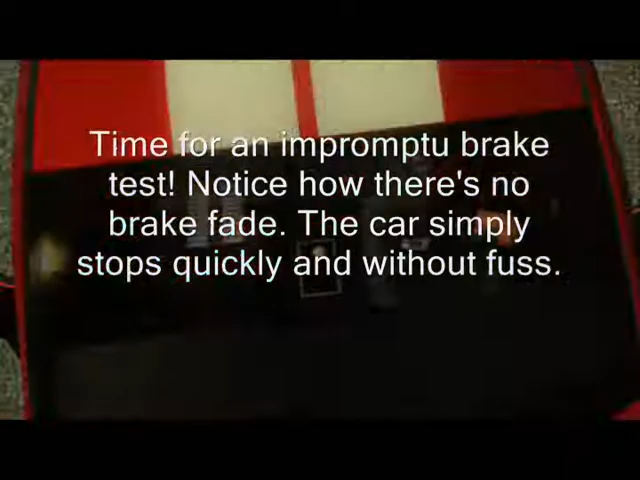 Time for an impromptu brake
test! Notice how there's no
brake fade. The car simply
stops quickly and without fuss.